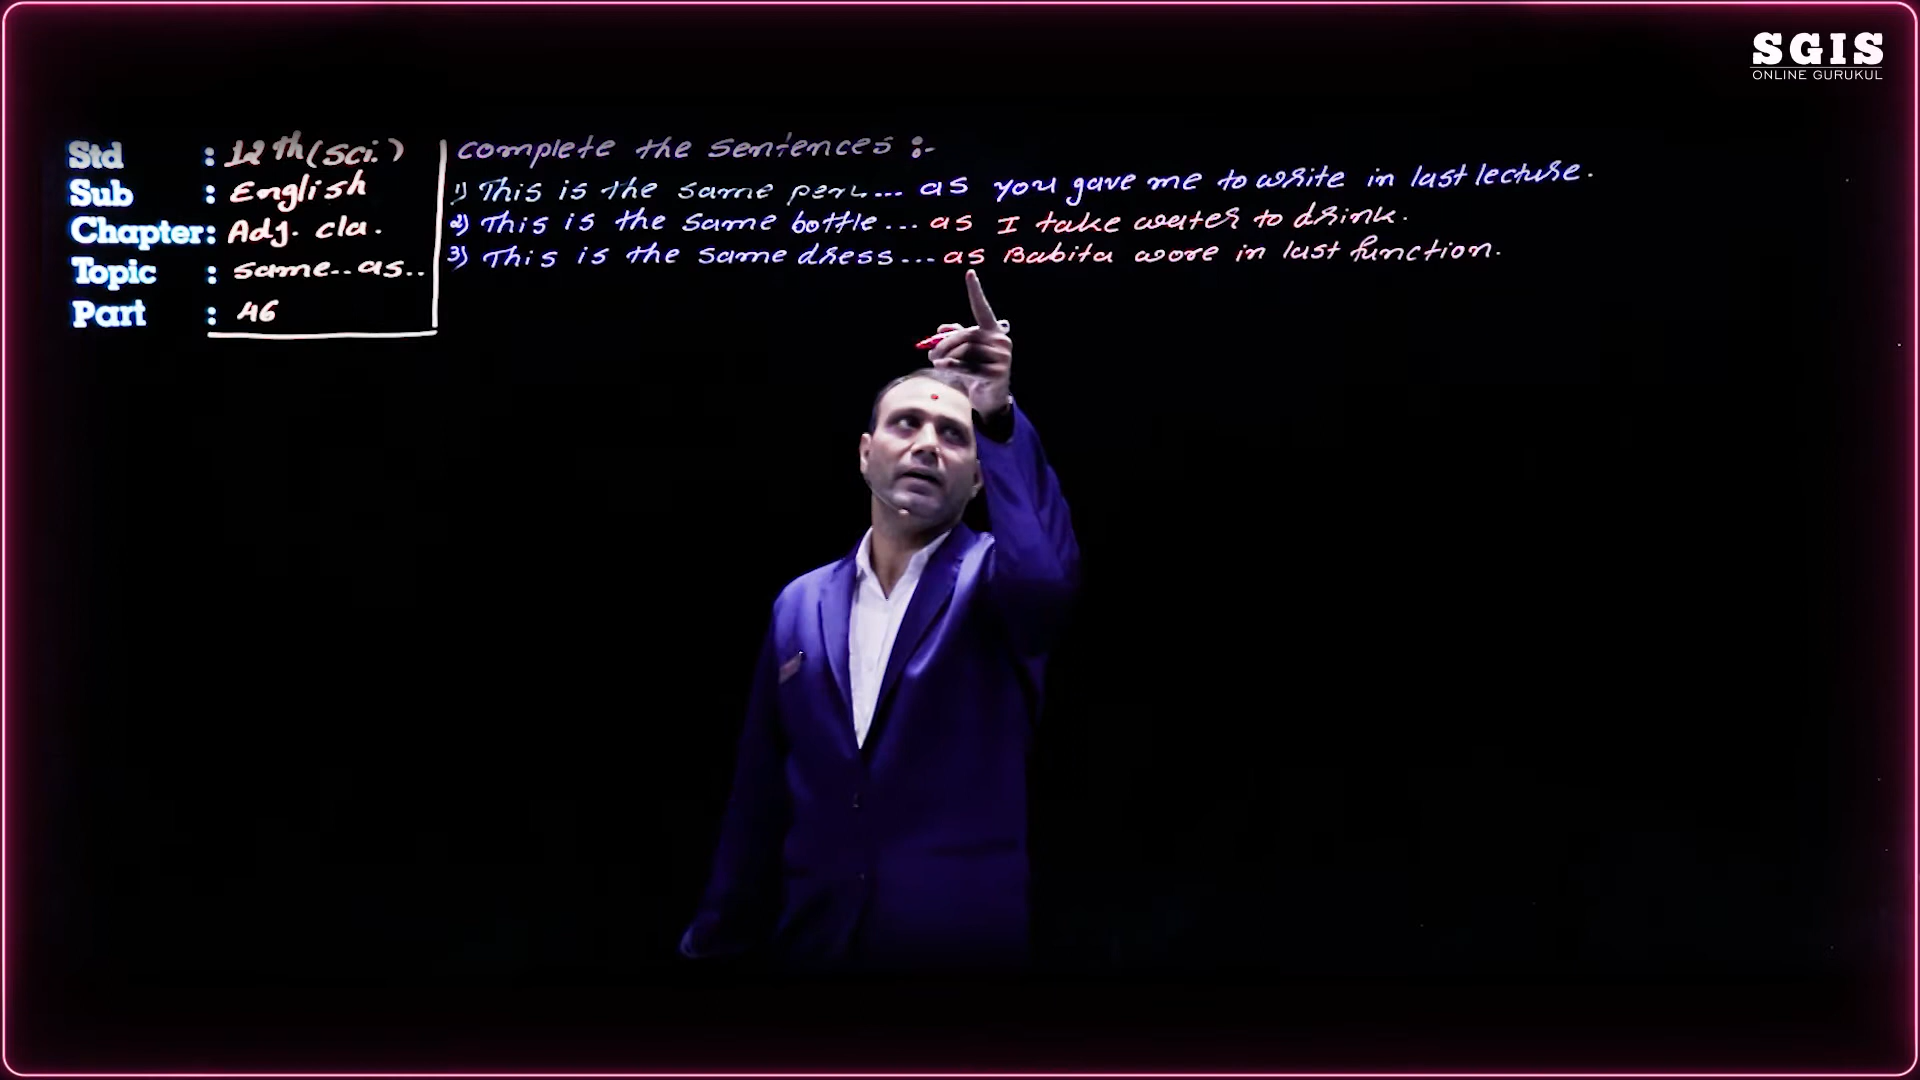 SGIS
ONLINE GURUKUL
Std : 12th (sci.)
Sub : English
Chapter : Adj. cla.
Topic : same..as..
Part : 46
complete the sentences :-
1) This is the same pen... as you gave me to write in last lecture.
2) This is the same bottle... as I take water to drink.
3) This is the same dress... as Babita wore in last function.